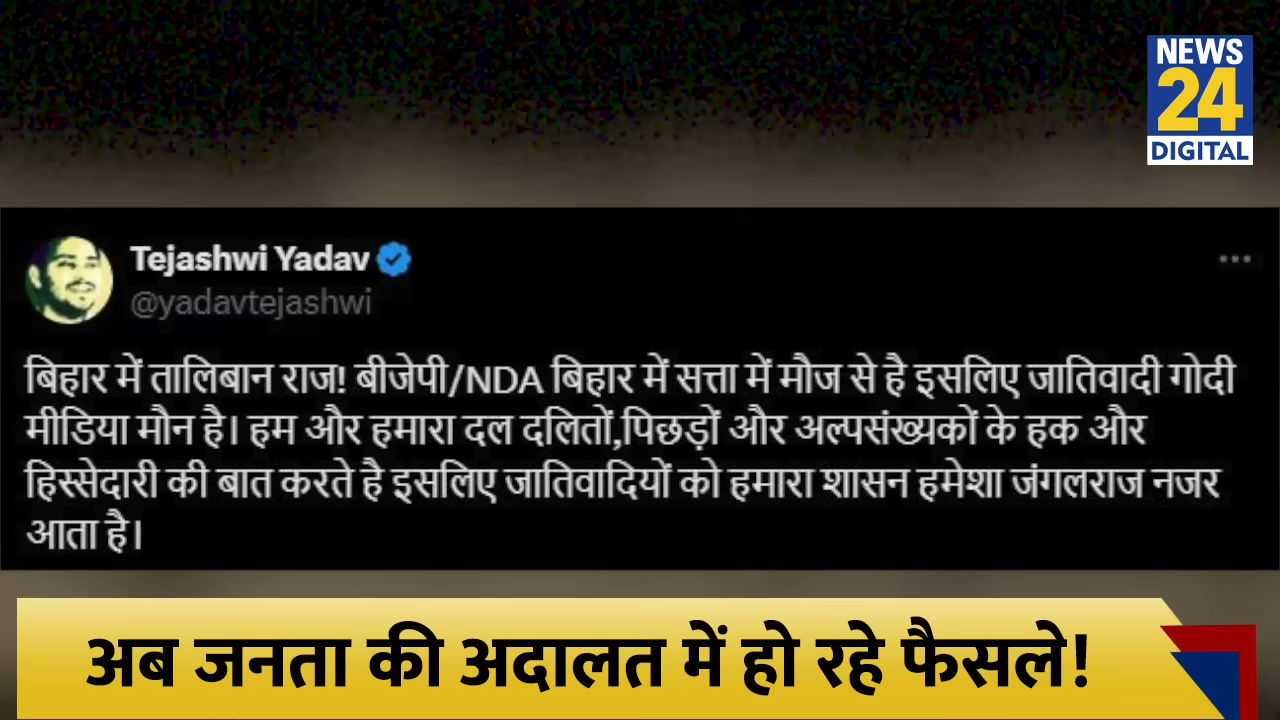 NEWS
24
DIGITAL
Tejashwi Yadav
@yadavtejashwi
बिहार में तालिबान राज! बीजेपी/NDA बिहार में सत्ता में मौज से है इसलिए जातिवादी गोदी
मीडिया मौन है। हम और हमारा दल दलितों,पिछड़ों और अल्पसंख्यकों के हक और
हिस्सेदारी की बात करते है इसलिए जातिवादियों को हमारा शासन हमेशा जंगलराज नजर
आता है।
अब जनता की अदालत में हो रहे फैसले!